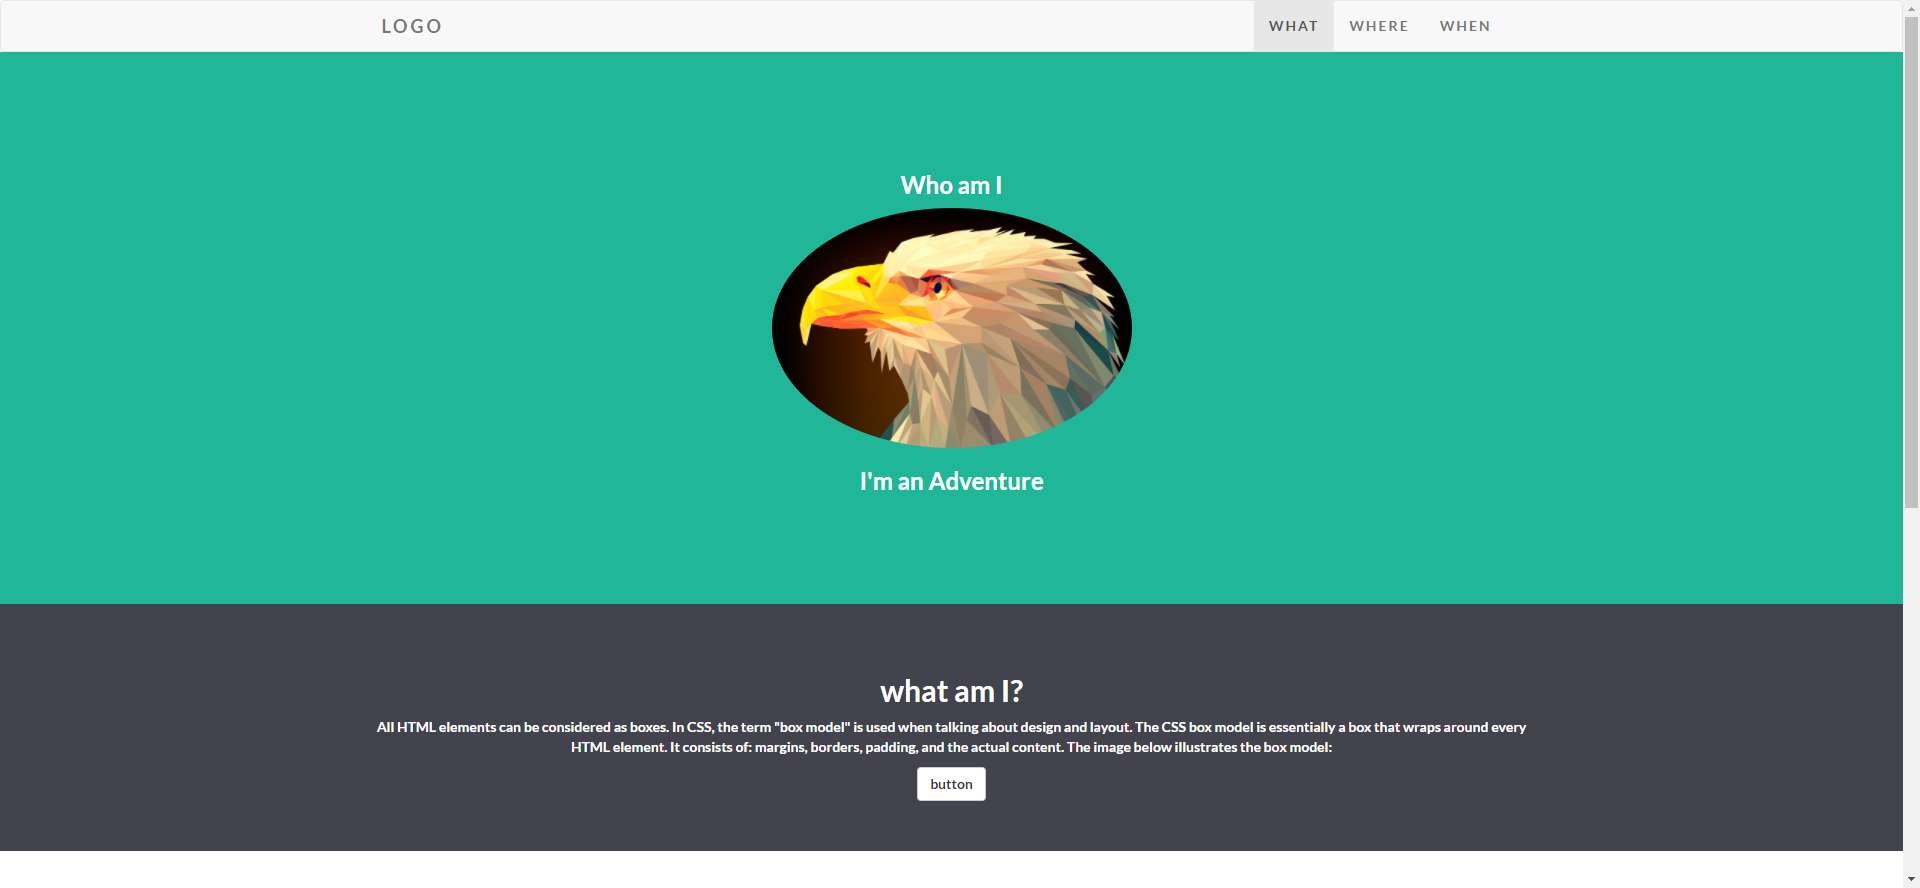 LOGO
WHAT WHERE WHEN
Who am I
I'm an Adventure
what am I?
All HTML elements can be considered as boxes. In CSS, the term "box model" is used when talking about design and layout. The CSS box model is essentially a box that wraps around every
HTML element. It consists of: margins, borders, padding, and the actual content. The image below illustrates the box model:
button